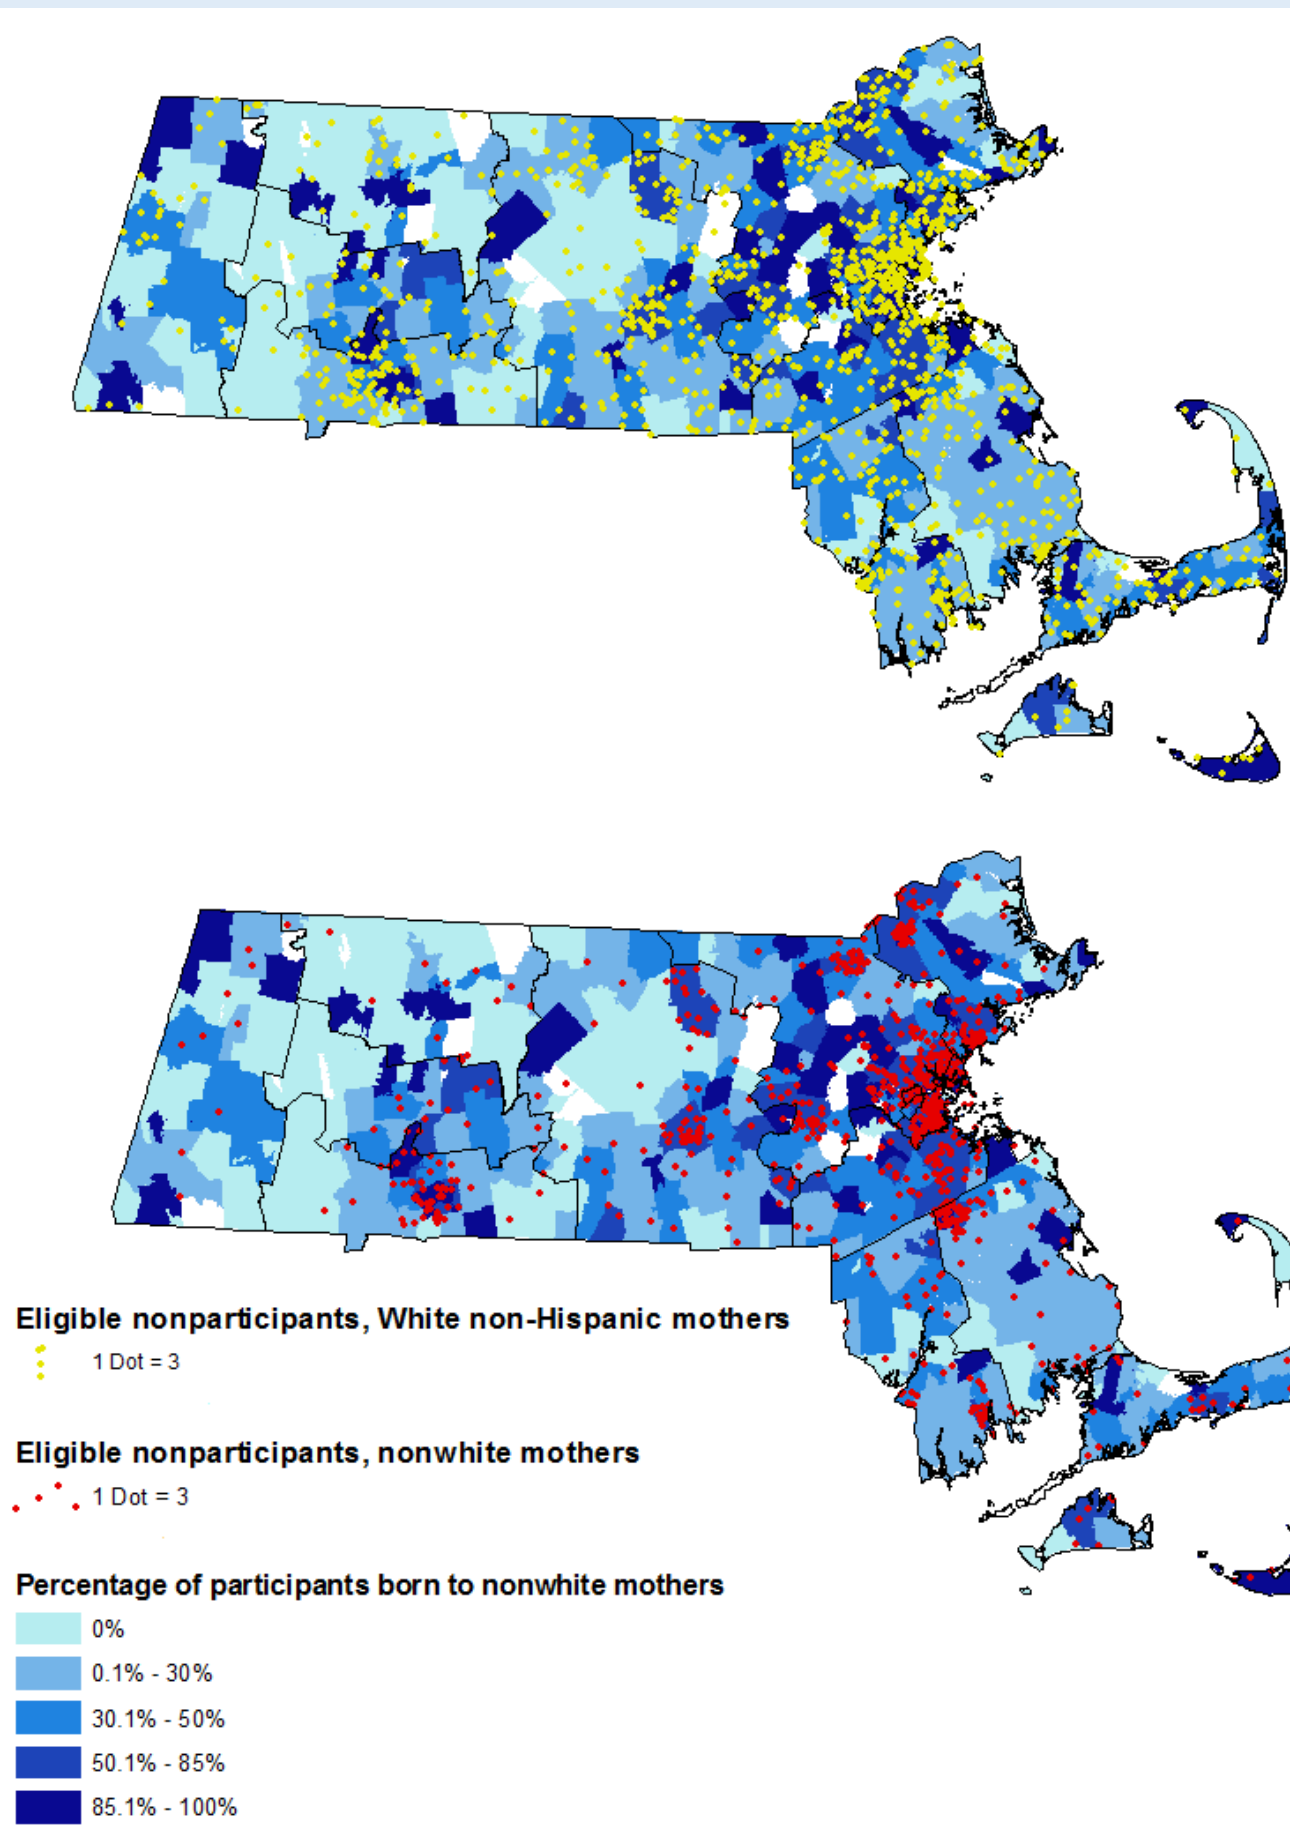 Eligible nonparticipants, White non-Hispanic mothers
1 Dot = 3
Eligible nonparticipants, nonwhite mothers
1 Dot = 3
Percentage of participants born to nonwhite mothers
0%
0.1% - 30%
30.1% - 50%
50.1% - 85%
85.1% - 100%